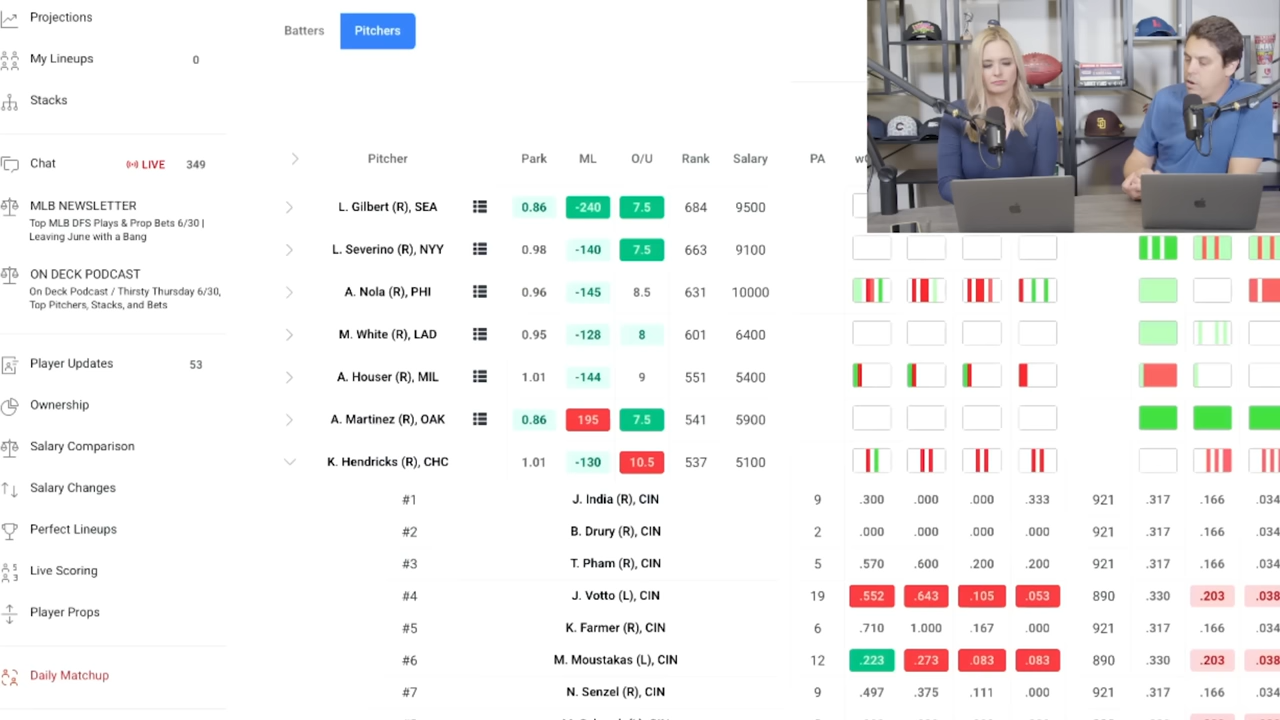 Projections
My Lineups 0
Stacks
Chat LIVE 349
MLB NEWSLETTER
Top MLB DFS Plays & Prop Bets 6/30 |
Leaving June with a Bang
ON DECK PODCAST
On Deck Podcast / Thirsty Thursday 6/30,
Top Pitchers, Stacks, and Bets
Player Updates 53
Ownership
Salary Comparison
Salary Changes
Perfect Lineups
Live Scoring
Player Props
Daily Matchup
Batters Pitchers
Pitcher Park ML O/U Rank Salary PA
L. Gilbert (R), SEA 0.86 -240 7.5 684 9500
L. Severino (R), NYY 0.98 -140 7.5 663 9100
A. Nola (R), PHI 0.96 -145 8.5 631 10000
M. White (R), LAD 0.95 -128 8 601 6400
A. Houser (R), MIL 1.01 -144 9 551 5400
A. Martinez (R), OAK 0.86 195 7.5 541 5900
K. Hendricks (R), CHC 1.01 -130 10.5 537 5100
#1 J. India (R), CIN 9 .300 .000 .000 .333 921 .317 .166 .034
#2 B. Drury (R), CIN 2 .000 .000 .000 .000 921 .317 .166 .034
#3 T. Pham (R), CIN 5 .570 .600 .200 .200 921 .317 .166 .034
#4 J. Votto (L), CIN 19 .552 .643 .105 .053 890 .330 .203 .038
#5 K. Farmer (R), CIN 6 .710 1.000 .167 .000 921 .317 .166 .034
#6 M. Moustakas (L), CIN 12 .223 .273 .083 .083 890 .330 .203 .038
#7 N. Senzel (R), CIN 9 .497 .375 .111 .000 921 .317 .166 .034